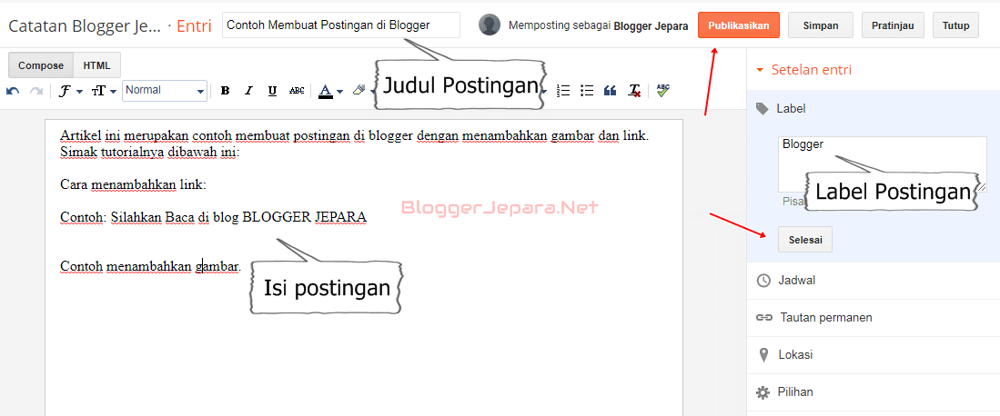 Catatan Blogger Je... · Entri
Contoh Membuat Postingan di Blogger
Memposting sebagai Blogger Jepara
Publikasikan
Simpan
Pratinjau
Tutup
Compose
HTML
Normal
B I U ABC A
ABC
Judul Postingan
Artikel ini merupakan contoh membuat postingan di blogger dengan menambahkan gambar dan link.
Simak tutorialnya dibawah ini:
Cara menambahkan link:
Contoh: Silahkan Baca di blog BLOGGER JEPARA
BloggerJepara.Net
Contoh menambahkan gambar.
Isi postingan
Setelan entri
Label
Blogger
Label Postingan
Selesai
Jadwal
Tautan permanen
Lokasi
Pilihan